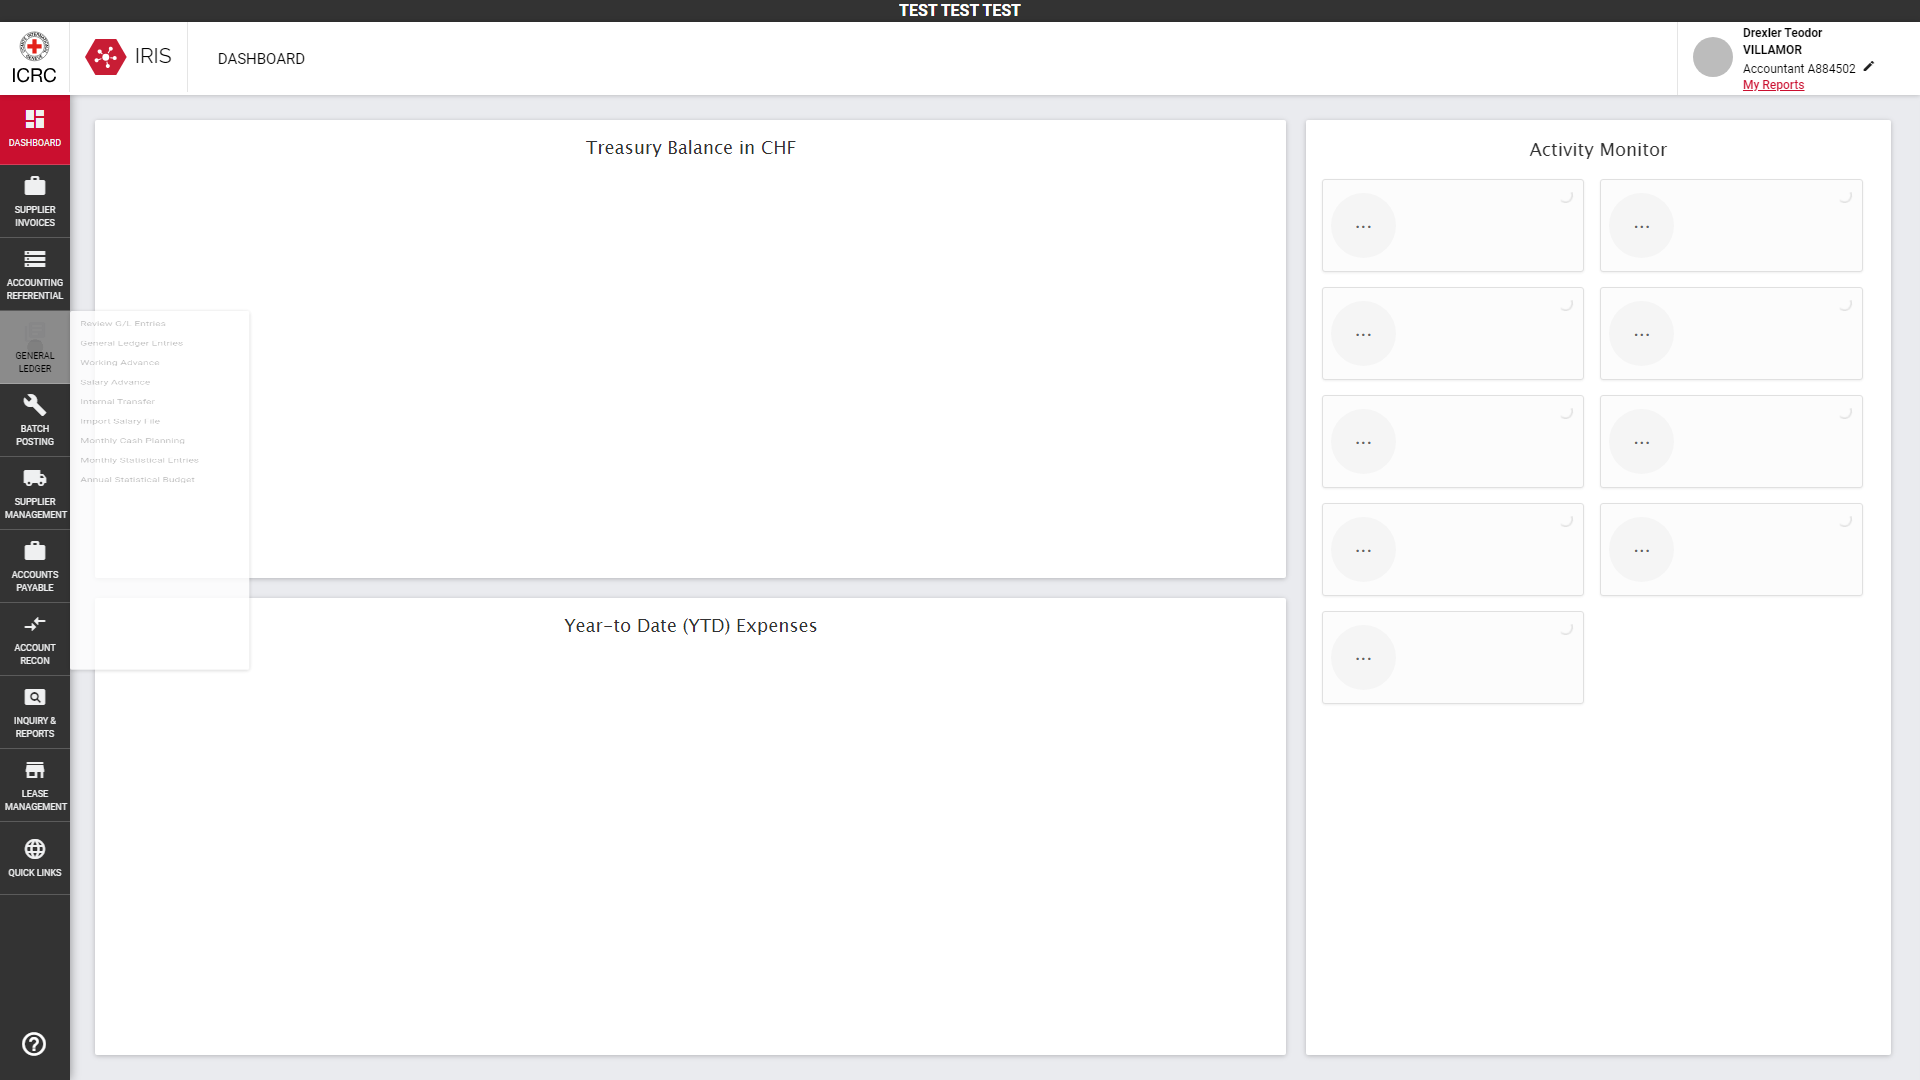 TEST TEST TEST
ICRC
IRIS
DASHBOARD
Drexler Teodor
VILLAMOR
Accountant A884502
My Reports
DASHBOARD
SUPPLIER
INVOICES
ACCOUNTING
REFERENTIAL
GENERAL
LEDGER
BATCH
POSTING
SUPPLIER
MANAGEMENT
ACCOUNTS
PAYABLE
ACCOUNT
RECON
INQUIRY &
REPORTS
LEASE
MANAGEMENT
QUICK LINKS
Review G/L Entries
General Ledger Entries
Working Advance
Salary Advance
Internal Transfer
Import Salary File
Monthly Cash Planning
Monthly Statistical Entries
Annual Statistical Budget
Treasury Balance in CHF
Year-to Date (YTD) Expenses
Activity Monitor
... ...
... ...
... ...
... ...
...